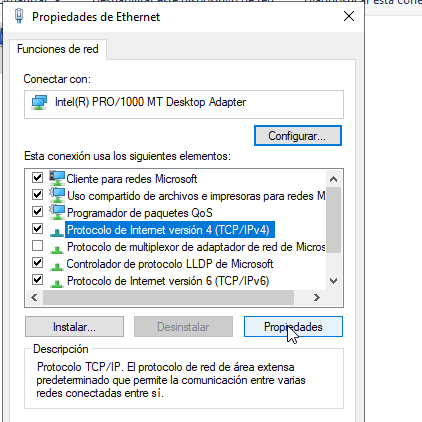 Propiedades de Ethernet
Funciones de red
Conectar con:
Intel(R) PRO/1000 MT Desktop Adapter
Configurar...
Esta conexión usa los siguientes elementos:
Cliente para redes Microsoft
Uso compartido de archivos e impresoras para redes M
Programador de paquetes QoS
Protocolo de Internet versión 4 (TCP/IPv4)
Protocolo de multiplexor de adaptador de red de Micros
Controlador de protocolo LLDP de Microsoft
Protocolo de Internet versión 6 (TCP/IPv6)
Instalar...
Desinstalar
Propiedades
Descripción
Protocolo TCP/IP. El protocolo de red de área extensa
predeterminado que permite la comunicación entre varias
redes conectadas entre sí.